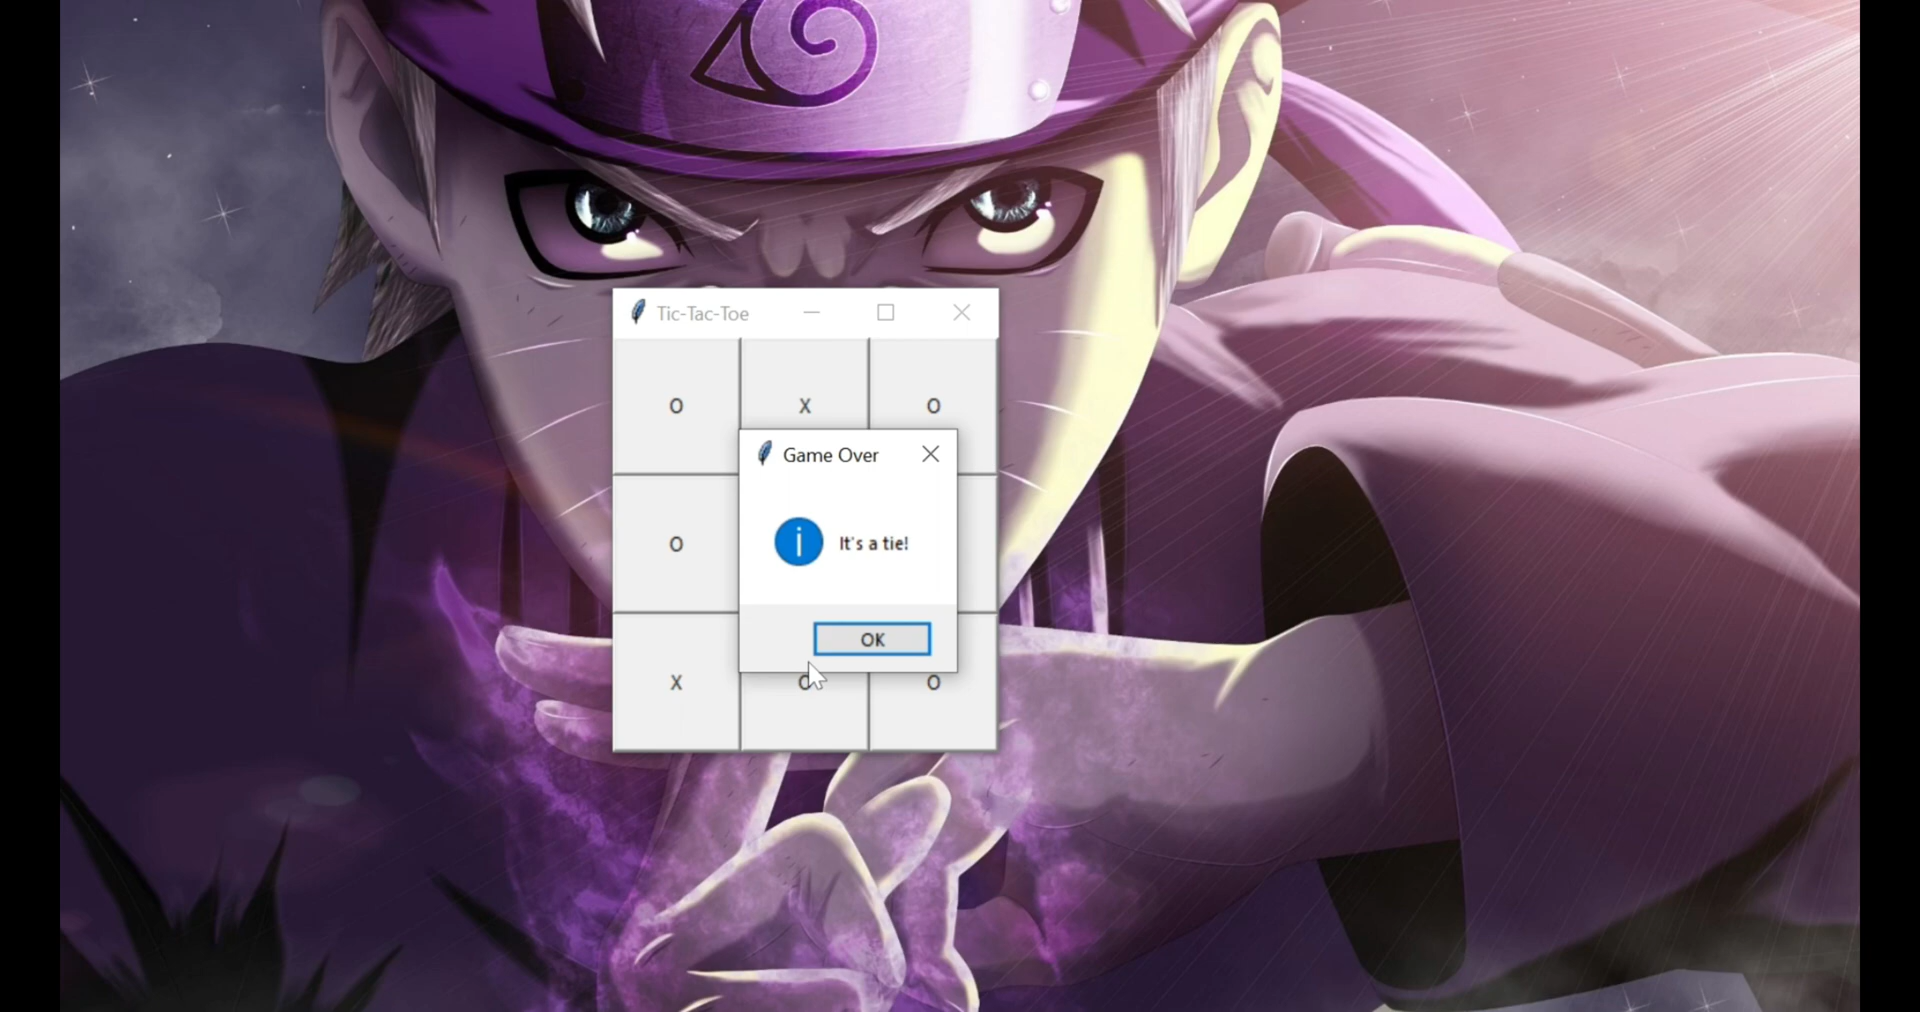 Tic-Tac-Toe
O X O
Game Over
O
It's a tie!
OK
X O O